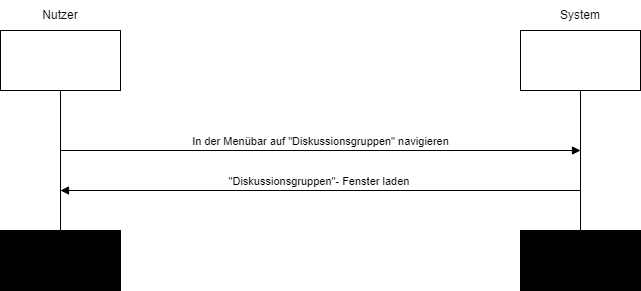 Nutzer
System
In der Menübar auf "Diskussionsgruppen" navigieren
"Diskussionsgruppen"- Fenster laden